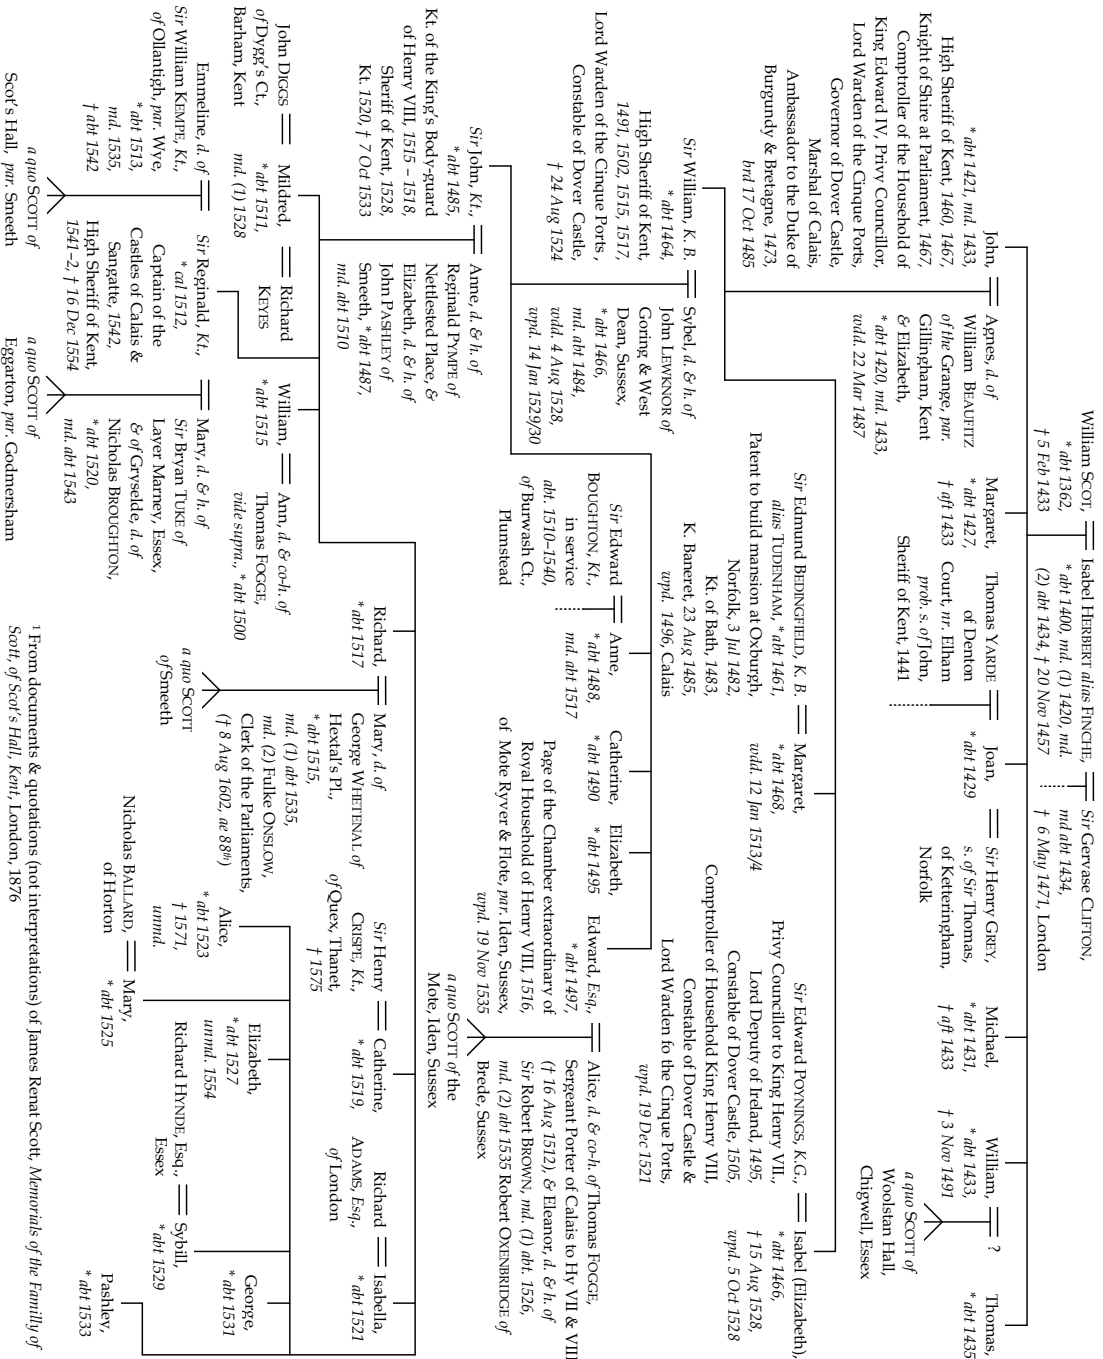 William SCOT,
* abt 1362,
† 5 Feb 1433
Isabel HERBERT alias FINCHE,
* abt 1400, md. (1) 1420, md.
(2) abt 1434, † 20 Nov 1457
Sir Gervase CLIFTON,
md abt 1434,
† 6 May 1471, London
John,
* abt 1421, md. 1433,
High Sheriff of Kent, 1460, 1467,
Knight of Shire at Parliament, 1467,
Comptroller of the Household of
King Edward IV, Privy Councillor,
Lord Warden of the Cinque Ports,
Governor of Dover Castle,
Marshal of Calais,
Ambassador to the Duke of
Burgundy & Bretagne, 1473,
brd 17 Oct 1485
Agnes, d. of
William BEAUFITZ
of the Grange, par.
Gillingham, Kent
& Elizabeth,
* abt 1420, md. 1433,
wdd. 22 Mar 1487
Margaret,
* abt 1427,
† aft 1433
Thomas YARDE
of Denton
Court, nr. Elham
prob. s. of John,
Sheriff of Kent, 1441
Joan,
* abt 1429
Sir Henry GREY,
s. of Sir Thomas,
of Ketteringham,
Norfolk
Michael,
* abt 1431,
† aft 1433
William,
* abt 1433,
† 3 Nov 1491
?
a quo SCOTT of
Woolstan Hall,
Chigwell, Essex
Thomas,
* abt 1435
Sir William, K. B.
* abt 1464,
High Sheriff of Kent,
1491, 1502, 1515, 1517,
Lord Warden of the Cinque Ports ,
Constable of Dover Castle,
† 24 Aug 1524
Sybel, d. & h. of
John LEWKNOR of
Goring & West
Dean, Sussex,
* abt 1466,
md. abt 1484,
wdd. 4 Aug 1528,
wpd. 14 Jan 1529/30
Sir Edmund BEDINGFIELD, K. B.
alias TUDENHAM, * abt 1461,
Patent to build mansion at Oxburgh,
Norfolk, 3 Jul 1482,
Kt. of Bath, 1483,
K. Baneret, 23 Aug 1485,
wpd. 1496, Calais
Margaret,
* abt 1468,
wdd. 12 Jan 1513/4
Sir Edward POYNINGS, K.G.,
Privy Councillor to King Henry VII.,
Lord Deputy of Ireland, 1495,
Constable of Dover Castle, 1505,
Comptroller of Household King Henry VIII,
Constable of Dover Castle &
Lord Warden fo the Cinque Ports,
wpd. 19 Dec 1521
Isabel (Elizabeth),
* abt 1466,
† 15 Aug 1528,
wpd. 5 Oct 1528
Sir John, Kt.,
* abt 1485,
Kt. of the King's Body-guard
of Henry VIII, 1515 – 1518,
Sheriff of Kent, 1528,
Kt. 1520, † 7 Oct 1533
Anne, d. & h. of
Reginald PYMPE of
Nettlested Place, &
Elizabeth, d. & h. of
John PASHLEY of
Smeeth, * abt 1487,
md. abt 1510
Sir Edward
BOUGHTON, Kt.,
in service
abt. 1510–1540,
of Burwash Ct.,
Plumstead
Anne,
* abt 1488,
md. abt 1517
Catherine,
* abt 1490
Elizabeth,
* abt 1495
Edward, Esq.,
* abt 1497,
Page of the Chamber extraordinary of
Royal Household of Henry VIII, 1516,
of Mote Ryver & Flote, par. Iden, Sussex,
wpd. 19 Nov 1535
Alice, d. & co-h. of Thomas FOGGE,
Sergeant Porter of Calais to Hy VII & VIII
(† 16 Aug 1512), & Eleanor, d. & h. of
Sir Robert BROWN, md. (1) abt. 1526,
md. (2) abt 1535 Robert OXENBRIDGE of
Brede, Sussex
a quo SCOTT of the
Mote, Iden, Sussex
John DIGGS
of Dygg's Ct.,
Barham, Kent
Mildred,
* abt 1511,
md. (1) 1528
Richard
KEYES
William,
* abt 1515
Ann, d. & co-h. of
Thomas FOGGE,
vide supra., * abt 1500
Richard,
* abt 1517
Mary, d. of
George WHETENAL of
Hextal's Pl.,
* abt 1515,
md. (1) abt 1535,
md. (2) Fulke ONSLOW,
Clerk of the Parliaments,
(† 8 Aug 1602, ae 88th)
a quo SCOTT
of Smeeth
Sir Henry
CRISPE, Kt.,
of Quex, Thanet,
† 1575
Catherine,
* abt 1519,
Richard
ADAMS, Esq.,
of London
Isabella,
* abt 1521
Emmeline, d. of
Sir William KEMPE, Kt.,
of Ollantigh, par. Wye,
* abt 1513,
md. 1535,
† abt 1542
Sir Reginald, Kt.,
* cal 1512,
Captain of the
Castles of Calais &
Sangatte, 1542,
High Sheriff of Kent,
1541–2, † 16 Dec 1554
Mary, d. & h. of
Sir Bryan TUKE of
Layer Marney, Essex,
& of Gryselde, d. of
Nicholas BROUGHTON,
* abt 1520,
md. abt 1543
a quo SCOTT of
Scot's Hall, par. Smeeth
a quo SCOTT of
Eggarton, par. Godmersham
Alice,
* abt 1523
† 1571,
unmd.
Nicholas BALLARD,
of Horton
Mary,
* abt 1525
Elizabeth,
* abt 1527
unmd. 1554
Richard HYNDE, Esq.,
Essex
Sybill,
* abt 1529
George,
* abt 1531
Pashley,
* abt 1533
1 From documents & quotations (not interpretations) of James Renat Scott, Memorials of the Familly of
Scott, of Scot's Hall, Kent, London, 1876